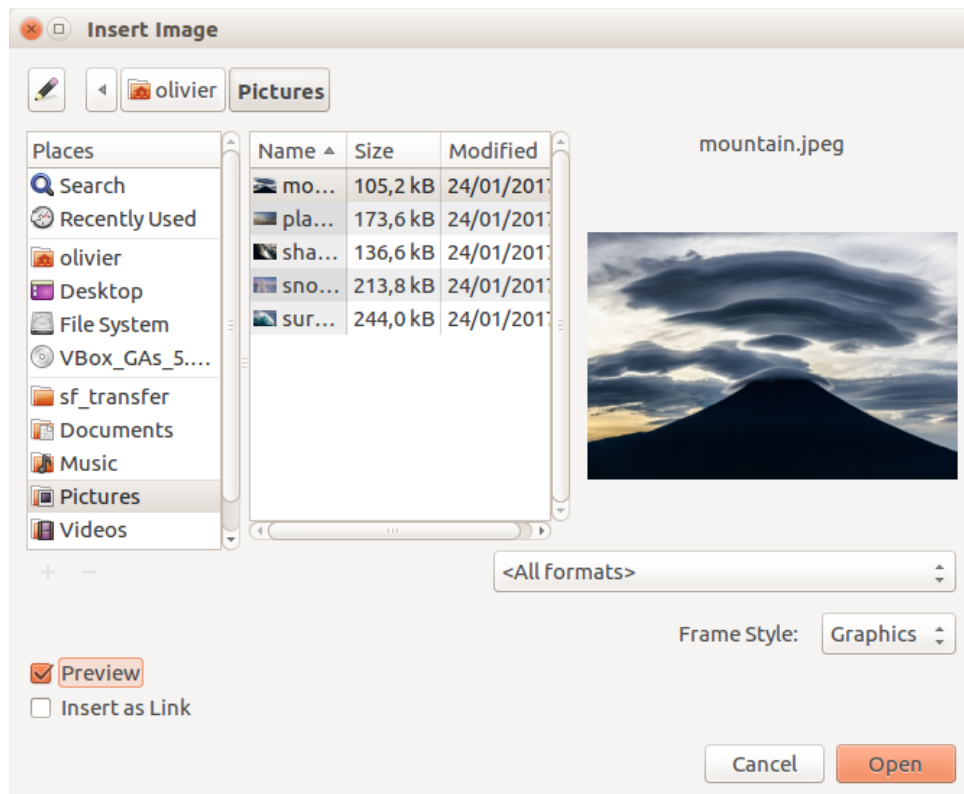 Insert Image
olivier Pictures
Places
Search
Recently Used
olivier
Desktop
File System
VBox_GAs_5....
sf_transfer
Documents
Music
Pictures
Videos
Name Size Modified
mo... 105,2 kB 24/01/2017
pla... 173,6 kB 24/01/2017
sha... 136,6 kB 24/01/2017
sno... 213,8 kB 24/01/2017
sur... 244,0 kB 24/01/2017
mountain.jpeg
<All formats>
Frame Style: Graphics
Preview
Insert as Link
Cancel Open